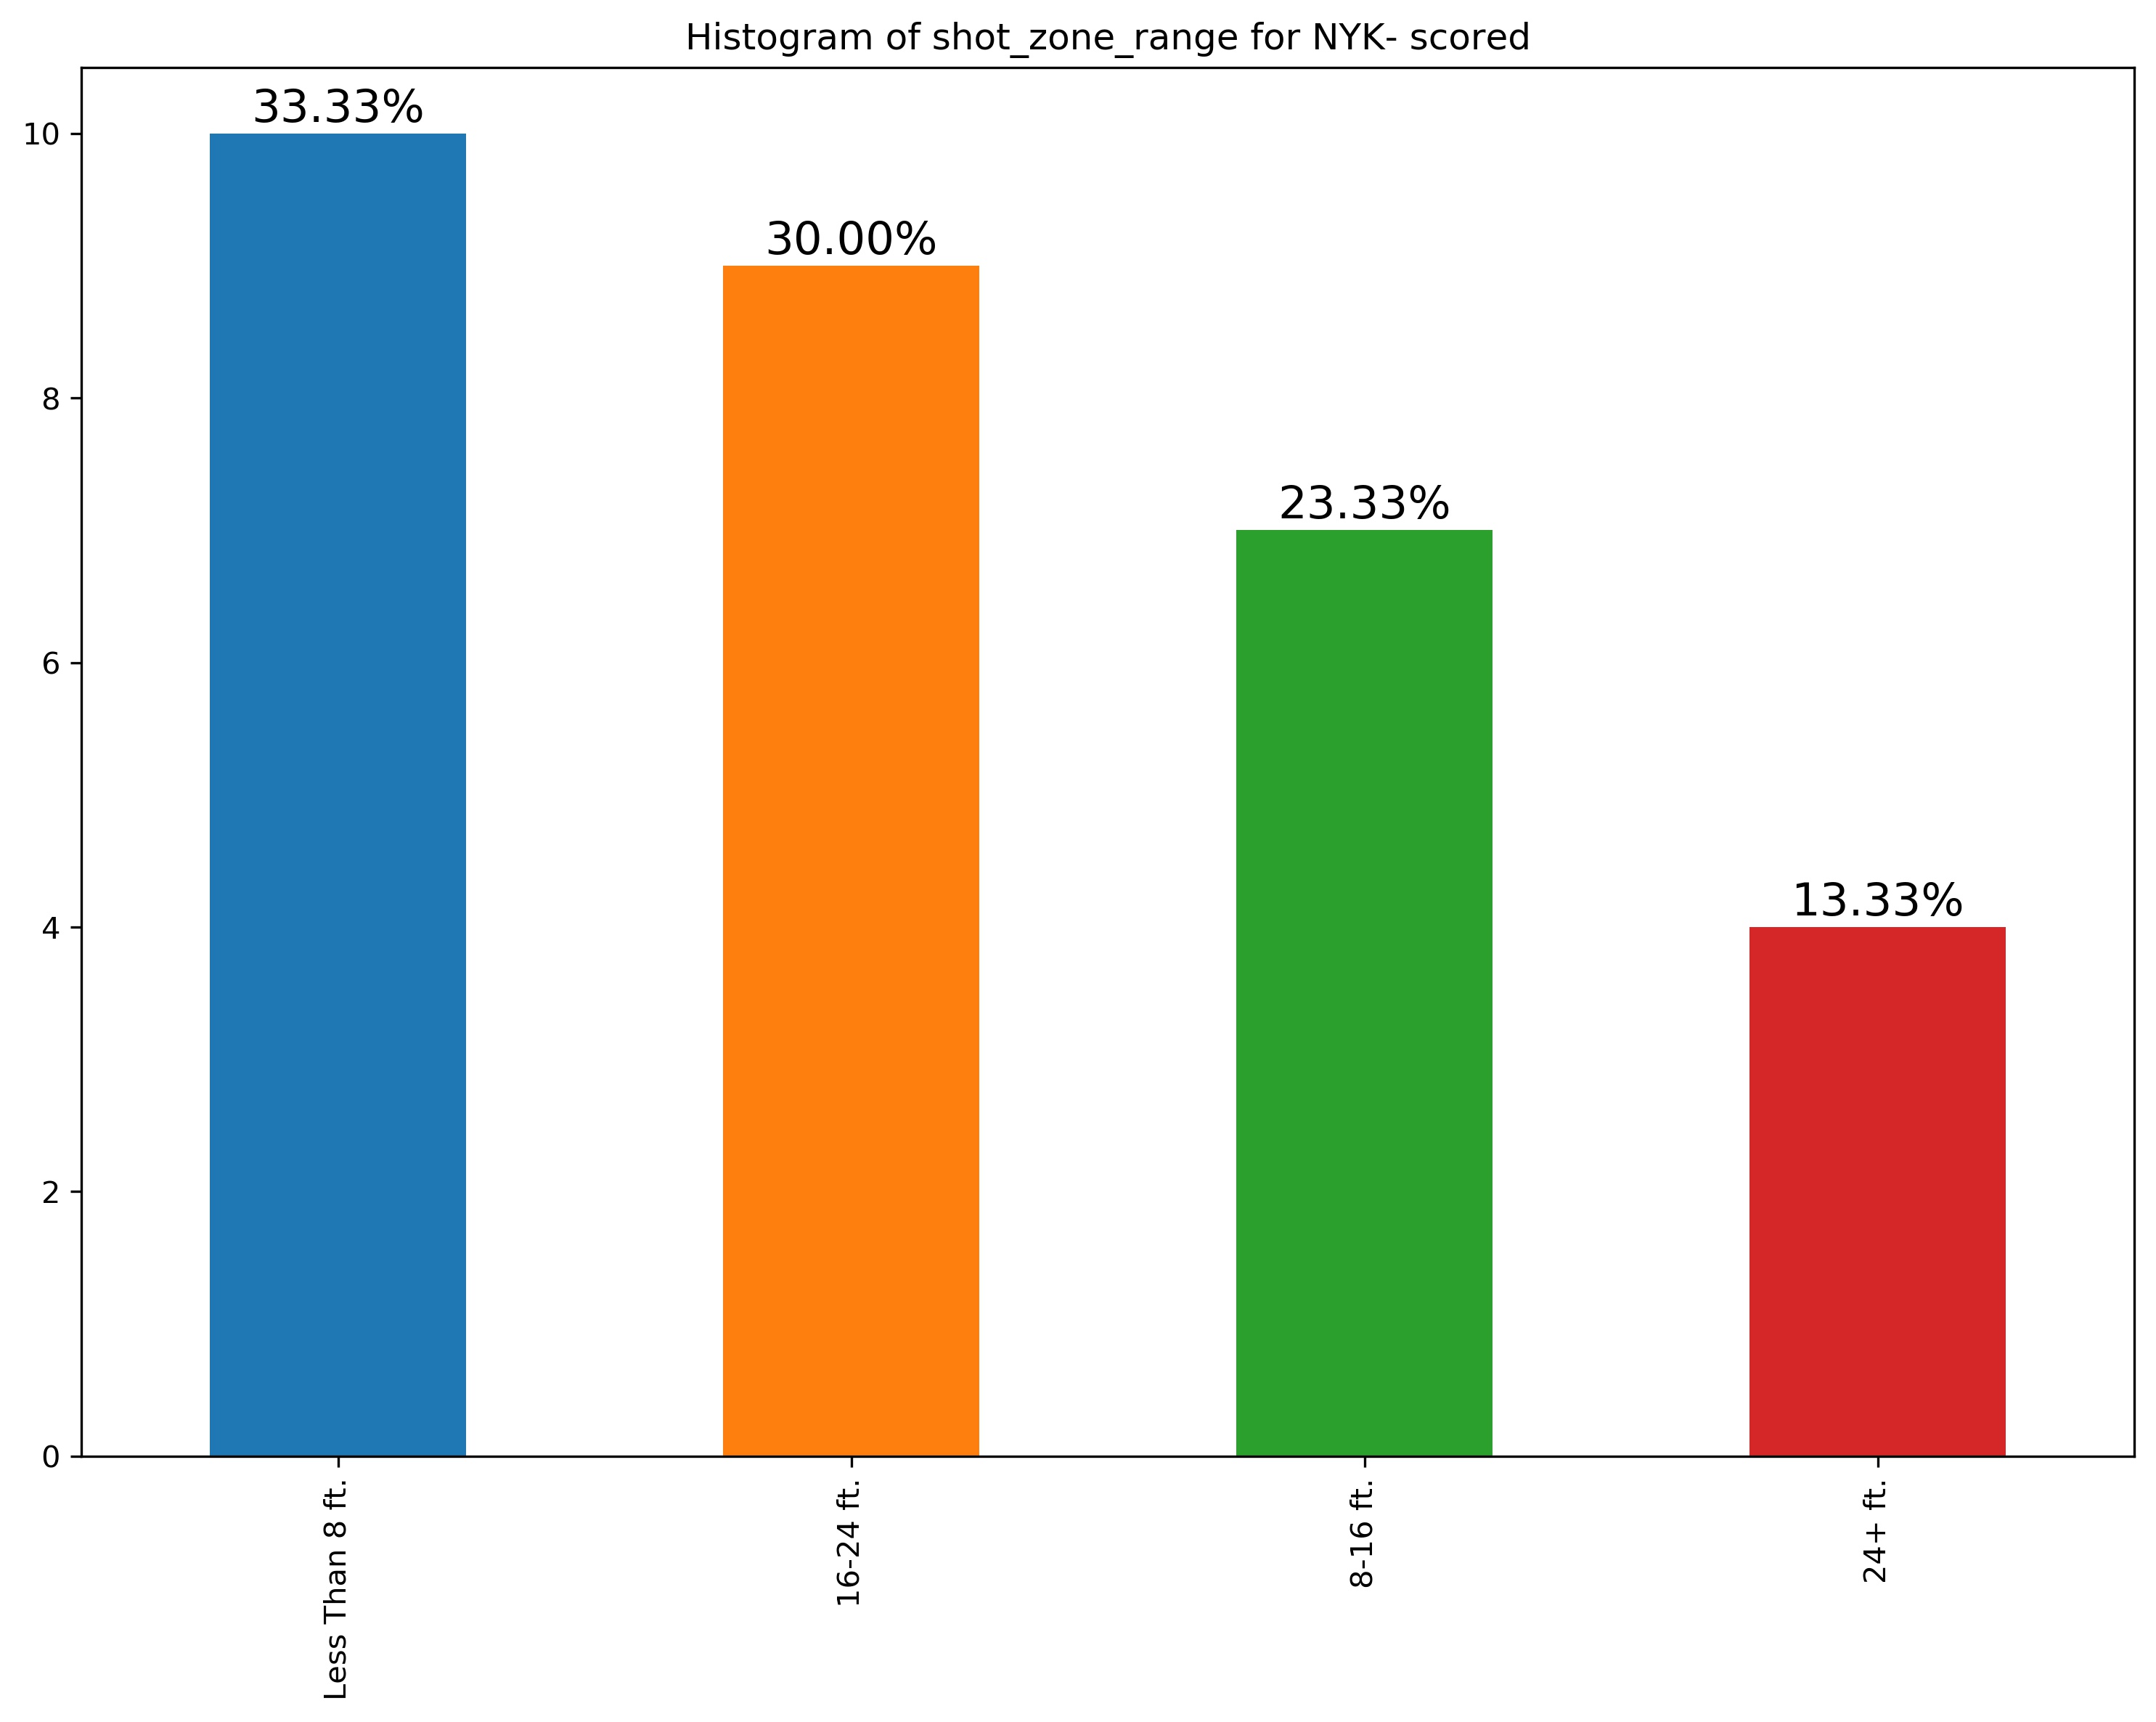 Histogram of shot_zone_range for NYK- scored
33.33%
30.00%
23.33%
13.33%
10
8
6
4
2
0
Less Than 8 ft.
16-24 ft.
8-16 ft.
24+ ft.